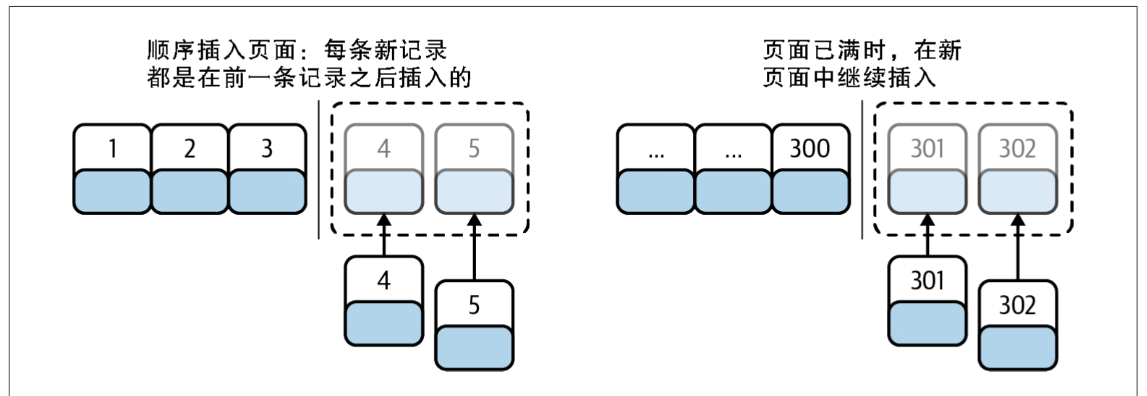 顺序插入页面：每条新记录
都是在前一条记录之后插入的
1 2 3 4 5
4
5
页面已满时，在新
页面中继续插入
... ... 300 301 302
301
302